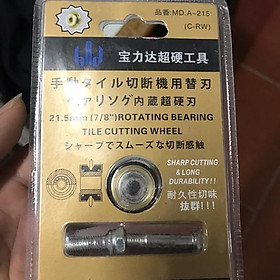 品番:MD.A-215
(C-RW)
宝力达超硬工具
手動タイル切断機用替刃
ベアリング内蔵超硬刃
21.5mm(7/8")ROTATING BEARING
TILE CUTTING WHEEL
シャープでスムーズな切断感触
SHARP CUTTING
& LONG
DURABILITY!!
耐久性切味
抜群!!!